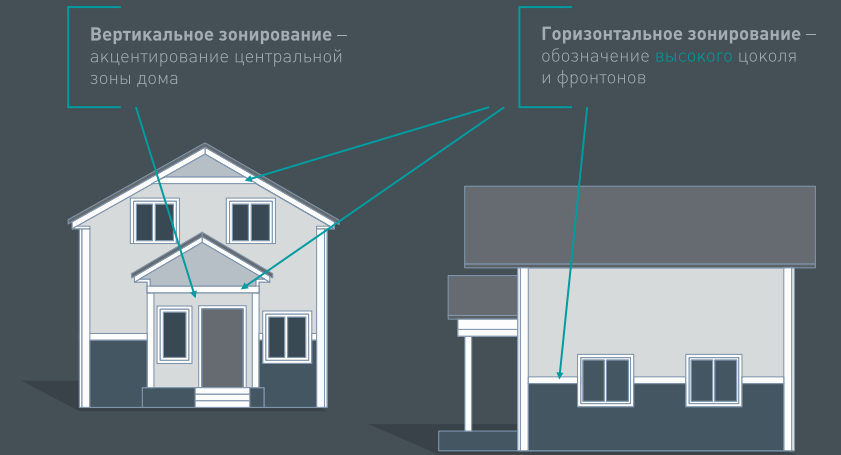 Вертикальное зонирование –
акцентирование центральной
зоны дома
Горизонтальное зонирование –
обозначение высокого цоколя
и фронтонов